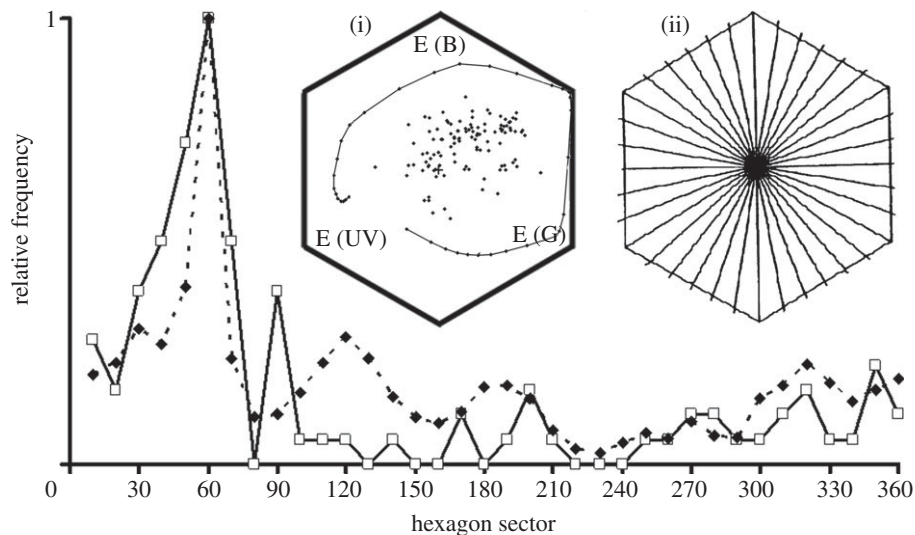 1
(i)
(ii)
E (B)
E (UV)
E (G)
relative frequency
0
30 60 90 120 150 180 210 240 270 300 330 360
hexagon sector